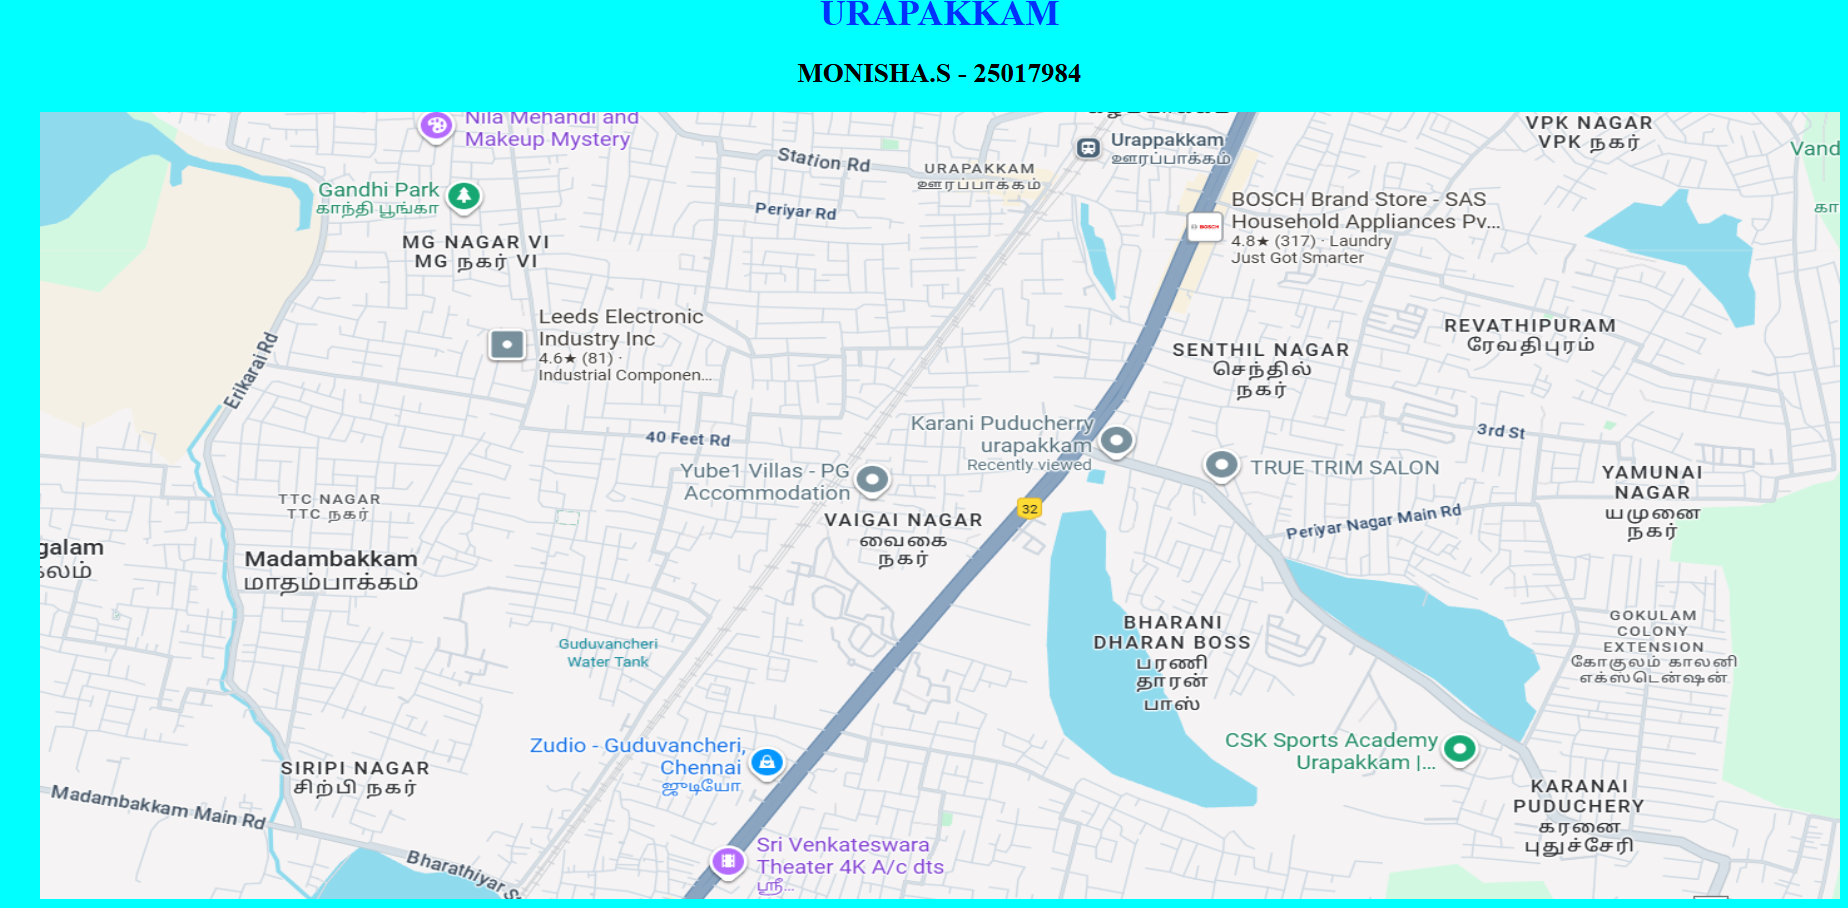 URAPAKKAM
MONISHA.S - 25017984
Nila Mehandi and
Makeup Mystery
Station Rd
URAPAKKAM
ஊரப்பாக்கம்
Urappakkam
ஊரப்பாக்கம்
VPK NAGAR
VPK நகர்
Vand
கா
Gandhi Park
காந்தி பூங்கா
Periyar Rd
BOSCH
BOSCH Brand Store - SAS
Household Appliances Pv...
4.8★ (317) · Laundry
Just Got Smarter
MG NAGAR VI
MG நகர் VI
Leeds Electronic
Industry Inc
4.6★ (81) ·
Industrial Componen...
Erikarai Rd
REVATHIPURAM
ரேவதிபுரம்
SENTHIL NAGAR
செந்தில்
நகர்
40 Feet Rd
Karani Puducherry
urapakkam
Recently viewed
3rd St
Yube1 Villas - PG
Accommodation
TRUE TRIM SALON
YAMUNAI
NAGAR
யமுனை
நகர்
TTC NAGAR
TTC நகர்
32
VAIGAI NAGAR
வைகை
நகர்
Periyar Nagar Main Rd
galam
கலம்
Madambakkam
மாதம்பாக்கம்
Guduvancheri
Water Tank
BHARANI
DHARAN BOSS
பரணி
தாரன்
பாஸ்
GOKULAM
COLONY
EXTENSION
கோகுலம் காலனி
எக்ஸ்டென்ஷன்
Zudio - Guduvancheri,
Chennai
ஜுடியோ
CSK Sports Academy
Urapakkam |...
SIRIPI NAGAR
சிற்பி நகர்
KARANAI
PUDUCHERY
கரனை
புதுச்சேரி
Madambakkam Main Rd
Bharathiyar S
Sri Venkateswara
Theater 4K A/c dts
ஸ்ரீ...